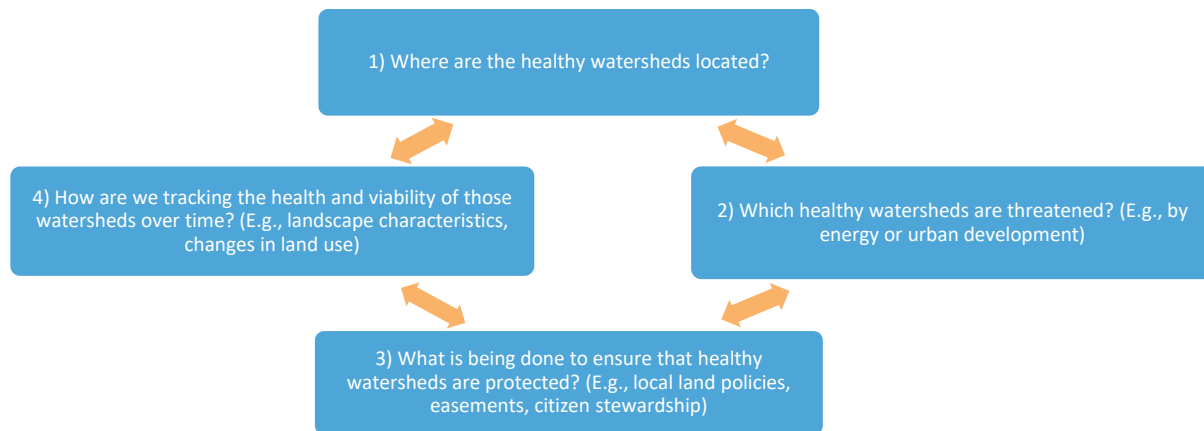 1) Where are the healthy watersheds located?
2) Which healthy watersheds are threatened? (E.g., by
energy or urban development)
3) What is being done to ensure that healthy
watersheds are protected? (E.g., local land policies,
easements, citizen stewardship)
4) How are we tracking the health and viability of those
watersheds over time? (E.g., landscape characteristics,
changes in land use)